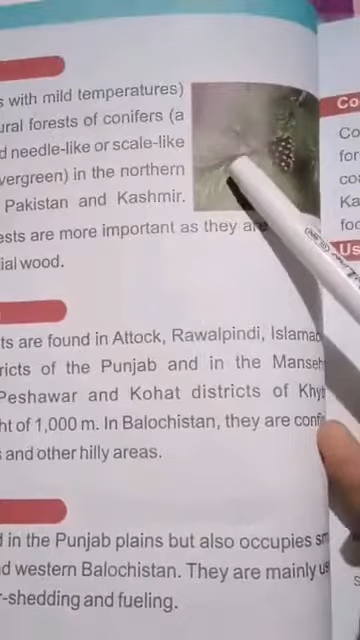 s with mild temperatures)
ural forests of conifers (a
d needle-like or scale-like
vergreen) in the northern
Pakistan and Kashmir.
ests are more important as they are
ial wood.
ts are found in Attock, Rawalpindi, Islamab
ricts of the Punjab and in the Manseh
Peshawar and Kohat districts of Khyb
ht of 1,000 m. In Balochistan, they are confi
s and other hilly areas.
d in the Punjab plains but also occupies sm
d western Balochistan. They are mainly us
r-shedding and fueling.
Co
Co
for
coa
Ka
foo
Us